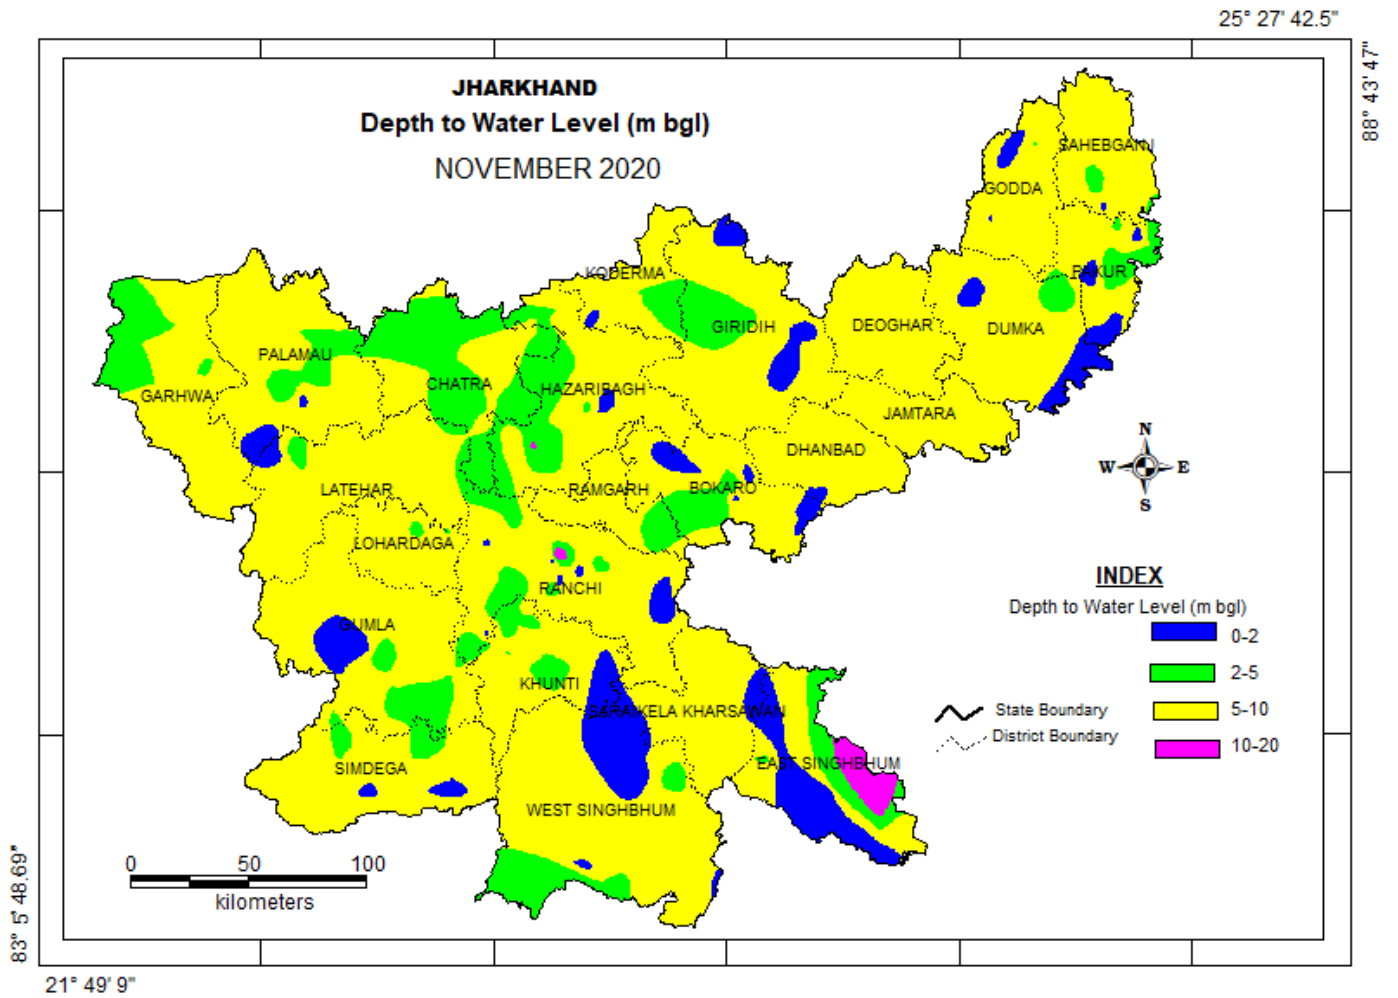 25° 27' 42.5"
88° 43' 47"
JHARKHAND
Depth to Water Level (m bgl)
NOVEMBER 2020
SAHEBGANJ
GODDA
KODERMA
PAKUR
GIRIDIH
DEOGHAR
DUMKA
PALAMAU
CHATRA
HAZARIBAGH
GARHWA
JAMTARA
DHANBAD
LATEHAR
RAMGARH
BOKARO
LOHARDAGA
RANCHI
GUMLA
KHUNTI
SARAIKELA KHARSAWAN
EAST SINGHBHUM
SIMDEGA
WEST SINGHBHUM
N
W E
S
INDEX
Depth to Water Level (m bgl)
0-2
2-5
5-10
10-20
State Boundary
District Boundary
0 50 100
kilometers
83° 5' 48.69"
21° 49' 9"